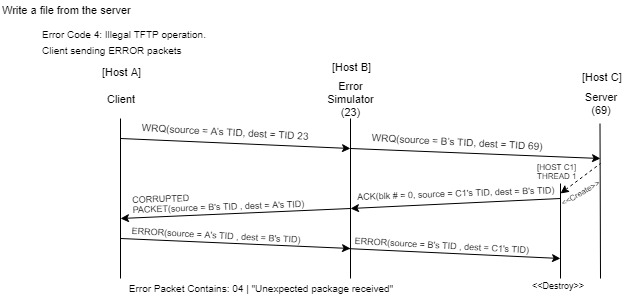 Write a file from the server
Error Code 4: Illegal TFTP operation.
Client sending ERROR packets
[Host A]
[Host B]
[Host C]
Client
Error
Simulator
(23)
Server
(69)
WRQ(source = A's TID, dest = TID 23
WRQ(source = B's TID, dest = TID 69)
[HOST C1]
THREAD 1
<<Create>>
ACK(blk # = 0, source = C1's TID, dest = B's TID)
CORRUPTED
PACKET(source = B's TID , dest = A's TID)
ERROR(source = A's TID , dest = B's TID)
ERROR(source = B's TID , dest = C1's TID)
Error Packet Contains: 04 | "Unexpected package received"
<<Destroy>>